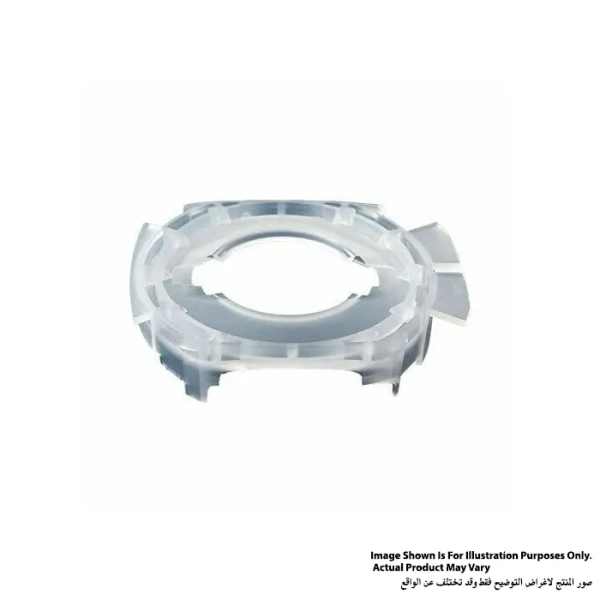 Image Shown Is For Illustration Purposes Only.
Actual Product May Vary
صور المنتج لاغراض التوضيح فقط وقد تختلف عن الواقع